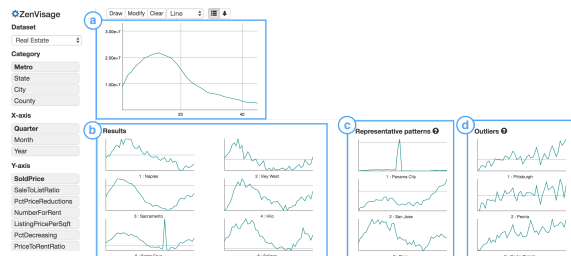 ZenVisage
Dataset
Real Estate
Category
Metro
State
City
County
X-axis
Quarter
Month
Year
Y-axis
SoldPrice
SaleToListRatio
PctPriceReductions
NumberForRent
ListingPricePerSqft
PctDecreasing
PriceToRentRatio
Draw Modify Clear Line
a
3.00e+7
2.00e+7
1.00e+7
20 40
b Results
1 : Naples
2 : Key West
3 : Sacramento
4 : Hilo
c Representative patterns
1 : Panama City
2 : San Jose
d Outliers
1 : Pittsburgh
2 : Peoria